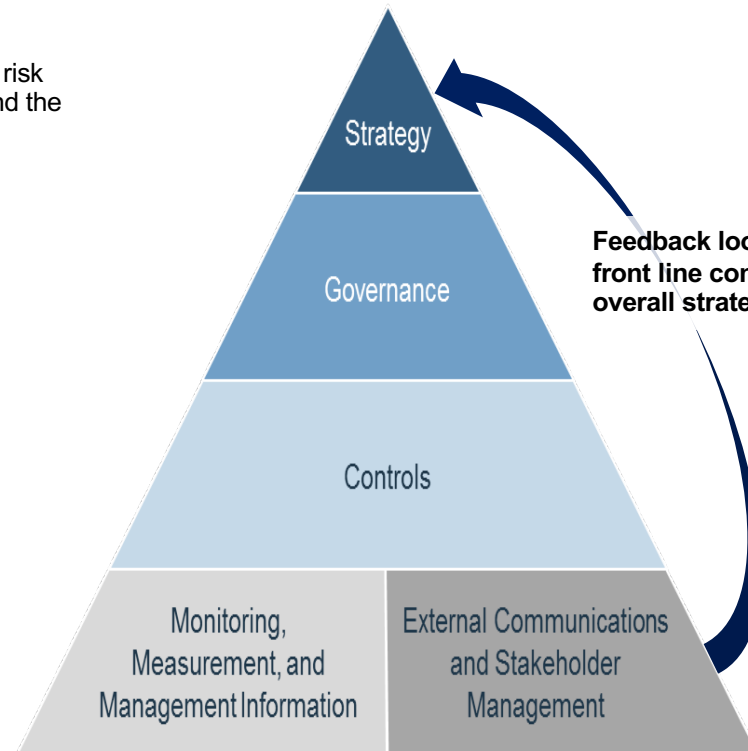 risk
nd the
Strategy
Governance
Feedback loo
front line con
overall strate
Controls
Monitoring,
Measurement, and
Management Information
External Communications
and Stakeholder
Management